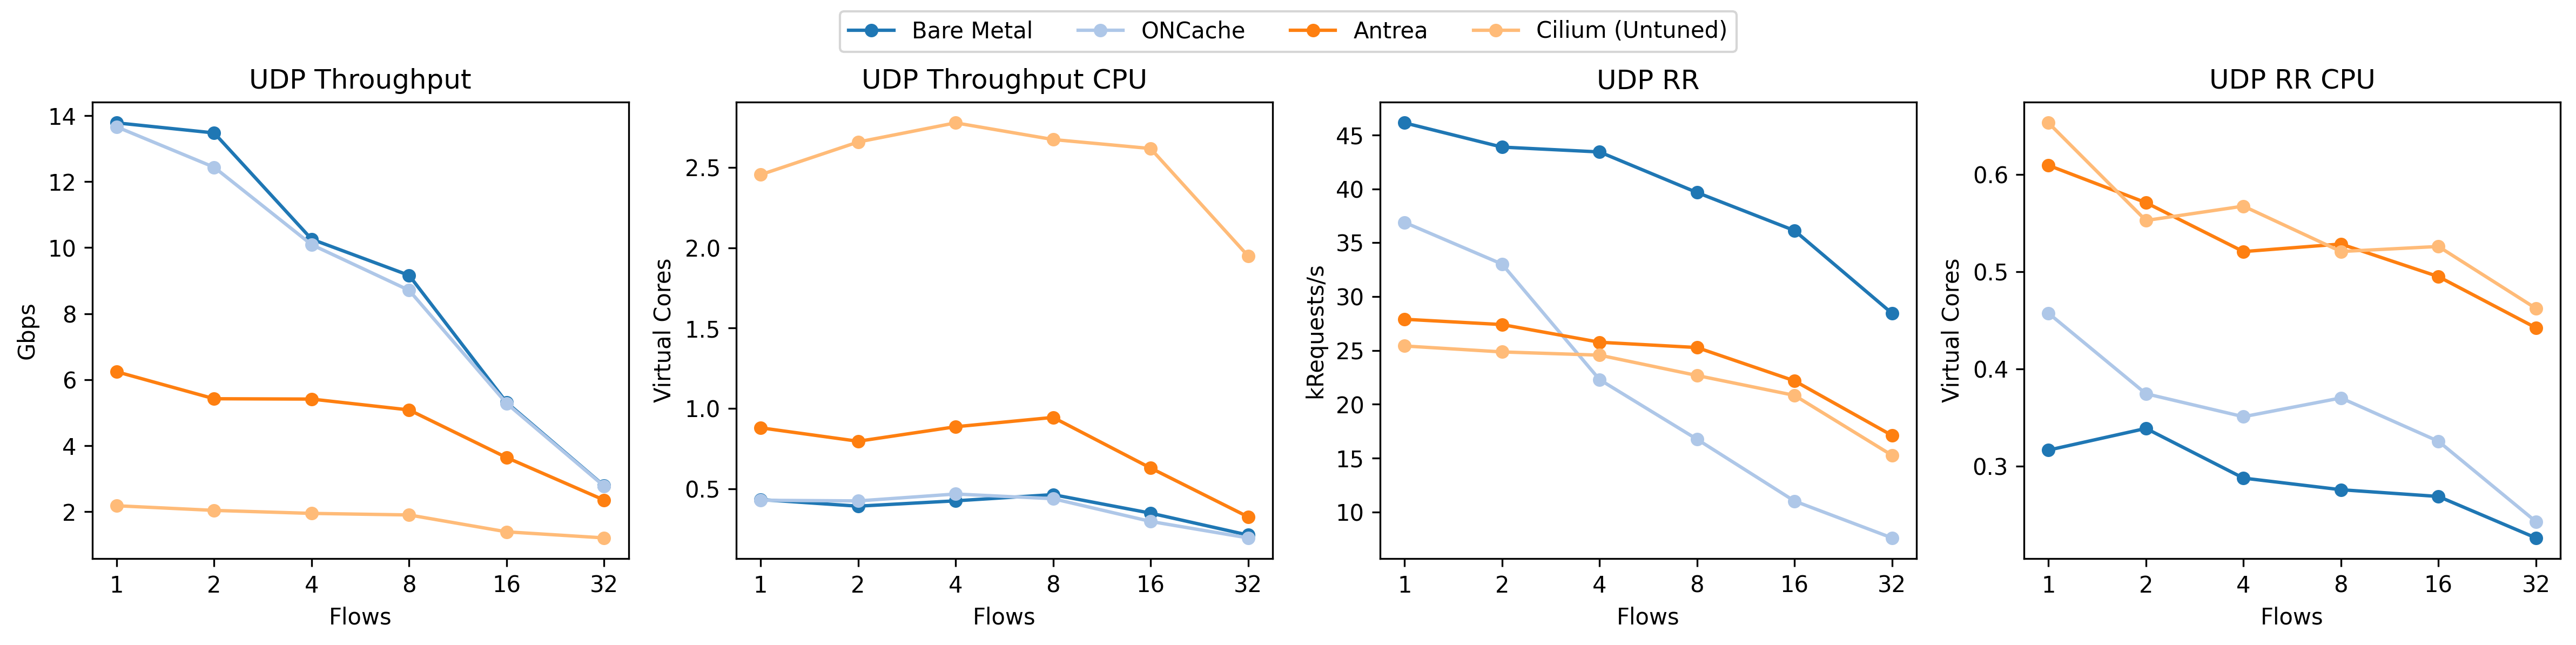 Bare Metal ONCache Antrea Cilium (Untuned)
UDP Throughput
14
12
10
8
6
4
2
Gbps
1 2 4 8 16 32
Flows
UDP Throughput CPU
2.5
2.0
1.5
1.0
0.5
Virtual Cores
1 2 4 8 16 32
Flows
UDP RR
45
40
35
30
25
20
15
10
kRequests/s
1 2 4 8 16 32
Flows
UDP RR CPU
0.6
0.5
0.4
0.3
Virtual Cores
1 2 4 8 16 32
Flows